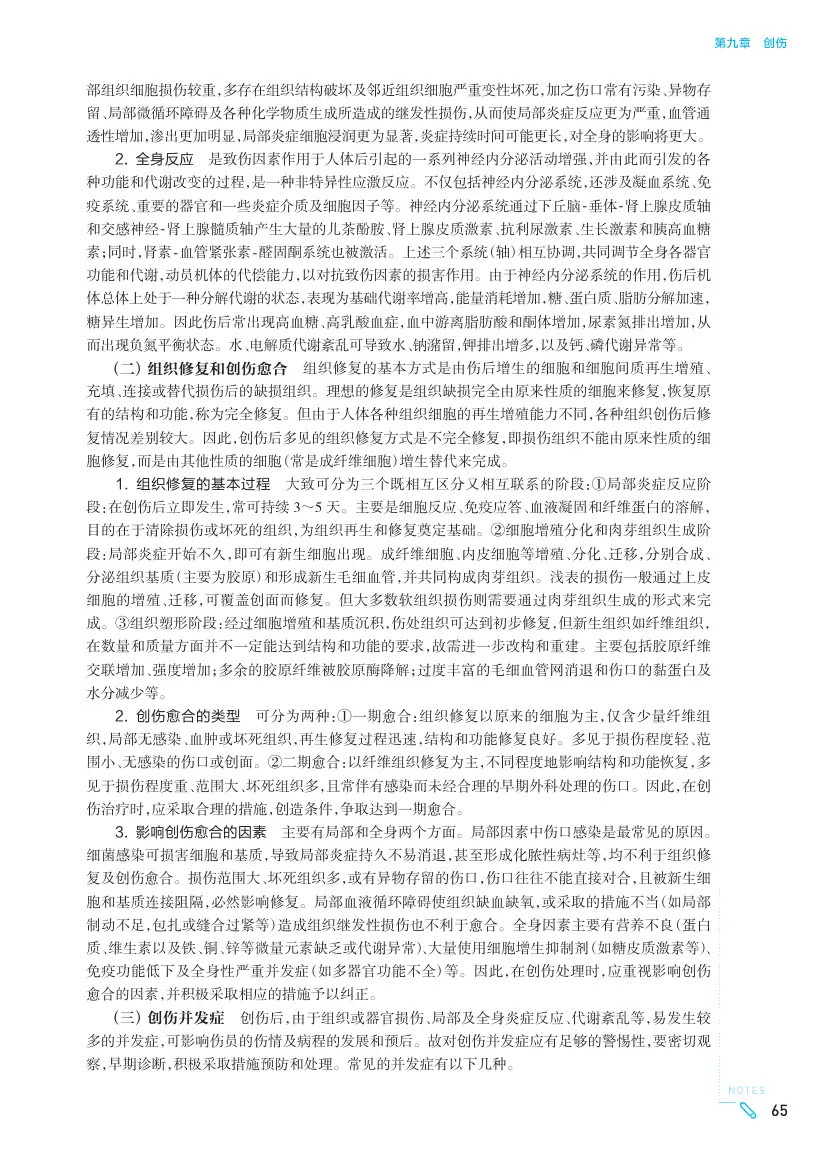 第九章 创伤
部组织细胞损伤较重,多存在组织结构破坏及邻近组织细胞严重变性坏死,加之伤口常有污染、异物存
留、局部微循环障碍及各种化学物质生成所造成的继发性损伤,从而使局部炎症反应更为严重,血管通
透性增加,渗出更加明显,局部炎症细胞浸润更为显著,炎症持续时间可能更长,对全身的影响将更大。
2. 全身反应 是致伤因素作用于人体后引起的一系列神经内分泌活动增强,并由此而引发的各
种功能和代谢改变的过程,是一种非特异性应激反应。不仅包括神经内分泌系统,还涉及凝血系统、免
疫系统、重要的器官和一些炎症介质及细胞因子等。神经内分泌系统通过下丘脑-垂体-肾上腺皮质轴
和交感神经-肾上腺髓质轴产生大量的儿茶酚胺、肾上腺皮质激素、抗利尿激素、生长激素和胰高血糖
素;同时,肾素-血管紧张素-醛固酮系统也被激活。上述三个系统(轴)相互协调,共同调节全身各器官
功能和代谢,动员机体的代偿能力,以对抗致伤因素的损害作用。由于神经内分泌系统的作用,伤后机
体总体上处于一种分解代谢的状态,表现为基础代谢率增高,能量消耗增加,糖、蛋白质、脂肪分解加速,
糖异生增加。因此伤后常出现高血糖、高乳酸血症,血中游离脂肪酸和酮体增加,尿素氮排出增加,从
而出现负氮平衡状态。水、电解质代谢紊乱可导致水、钠潴留,钾排出增多,以及钙、磷代谢异常等。
(二)组织修复和创伤愈合 组织修复的基本方式是由伤后增生的细胞和细胞间质再生增殖、
充填、连接或替代损伤后的缺损组织。理想的修复是组织缺损完全由原来性质的细胞来修复,恢复原
有的结构和功能,称为完全修复。但由于人体各种组织细胞的再生增殖能力不同,各种组织创伤后修
复情况差别较大。因此,创伤后多见的组织修复方式是不完全修复,即损伤组织不能由原来性质的细
胞修复,而是由其他性质的细胞(常是成纤维细胞)增生替代来完成。
1. 组织修复的基本过程 大致可分为三个既相互区分又相互联系的阶段:①局部炎症反应阶
段:在创伤后立即发生,常可持续 3~5 天。主要是细胞反应、免疫应答、血液凝固和纤维蛋白的溶解,
目的在于清除损伤或坏死的组织,为组织再生和修复奠定基础。②细胞增殖分化和肉芽组织生成阶
段:局部炎症开始不久,即可有新生细胞出现。成纤维细胞、内皮细胞等增殖、分化、迁移,分别合成、
分泌组织基质(主要为胶原)和形成新生毛细血管,并共同构成肉芽组织。浅表的损伤一般通过上皮
细胞的增殖、迁移,可覆盖创面而修复。但大多数软组织损伤则需要通过肉芽组织生成的形式来完
成。③组织塑形阶段:经过细胞增殖和基质沉积,伤处组织可达到初步修复,但新生组织如纤维组织,
在数量和质量方面并不一定能达到结构和功能的要求,故需进一步改构和重建。主要包括胶原纤维
交联增加、强度增加;多余的胶原纤维被胶原酶降解;过度丰富的毛细血管网消退和伤口的黏蛋白及
水分减少等。
2. 创伤愈合的类型 可分为两种:①一期愈合:组织修复以原来的细胞为主,仅含少量纤维组
织,局部无感染、血肿或坏死组织,再生修复过程迅速,结构和功能修复良好。多见于损伤程度轻、范
围小、无感染的伤口或创面。②二期愈合:以纤维组织修复为主,不同程度地影响结构和功能恢复,多
见于损伤程度重、范围大、坏死组织多,且常伴有感染而未经合理的早期外科处理的伤口。因此,在创
伤治疗时,应采取合理的措施,创造条件,争取达到一期愈合。
3. 影响创伤愈合的因素 主要有局部和全身两个方面。局部因素中伤口感染是最常见的原因。
细菌感染可损害细胞和基质,导致局部炎症持久不易消退,甚至形成化脓性病灶等,均不利于组织修
复及创伤愈合。损伤范围大、坏死组织多,或有异物存留的伤口,伤口往往不能直接对合,且被新生细
胞和基质连接阻隔,必然影响修复。局部血液循环障碍使组织缺血缺氧,或采取的措施不当(如局部
制动不足,包扎或缝合过紧等)造成组织继发性损伤也不利于愈合。全身因素主要有营养不良(蛋白
质、维生素以及铁、铜、锌等微量元素缺乏或代谢异常)、大量使用细胞增生抑制剂(如糖皮质激素等)、
免疫功能低下及全身性严重并发症(如多器官功能不全)等。因此,在创伤处理时,应重视影响创伤
愈合的因素,并积极采取相应的措施予以纠正。
(三)创伤并发症 创伤后,由于组织或器官损伤、局部及全身炎症反应、代谢紊乱等,易发生较
多的并发症,可影响伤员的伤情及病程的发展和预后。故对创伤并发症应有足够的警惕性,要密切观
察,早期诊断,积极采取措施预防和处理。常见的并发症有以下几种。
NOTES
65